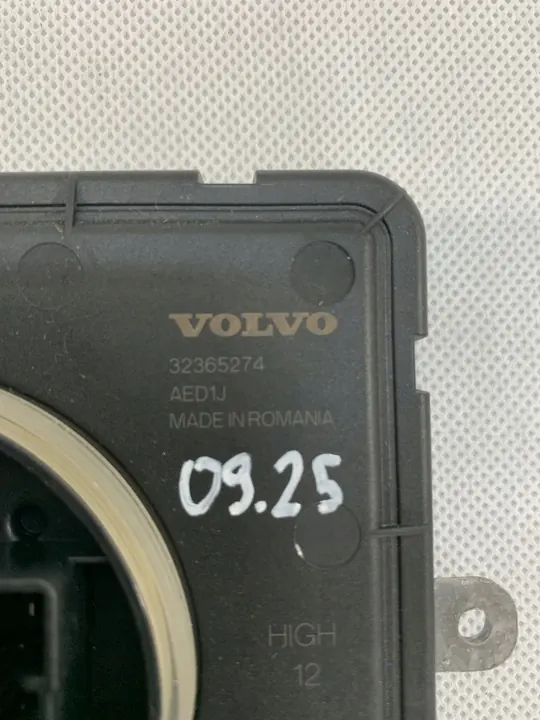 VOLVO
32365274
AED1J
MADE IN ROMANIA
09.25
HIGH
12